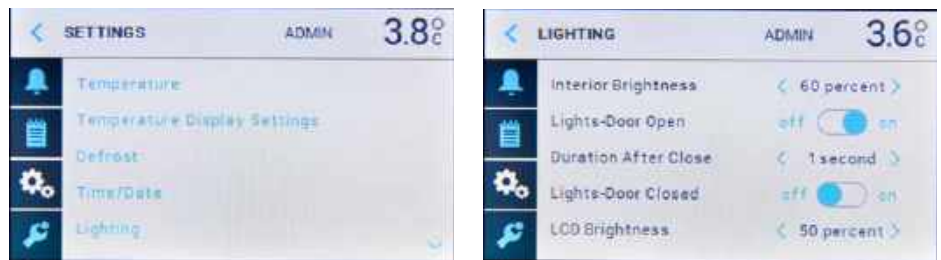 SETTINGS ADMIN 3.8°C
Temperature
Temperature Display Settings
Defrost
Time/Date
Lighting
LIGHTING ADMIN 3.6°C
Interior Brightness < 60 percent >
Lights-Door Open off on
Duration After Close < 1 second >
Lights-Door Closed off on
LCD Brightness < 50 percent >